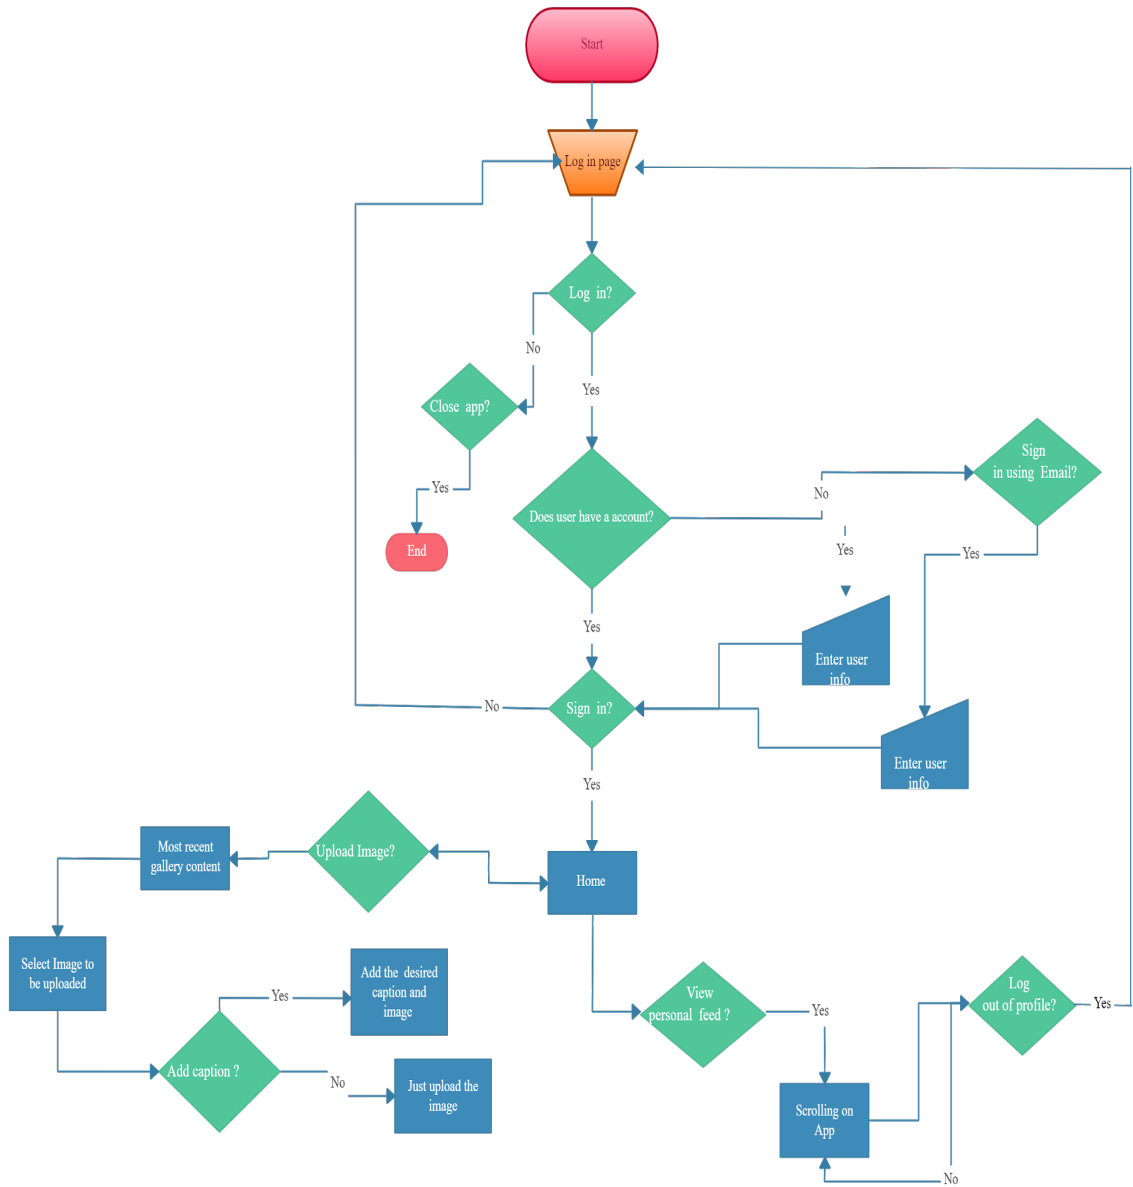 Start
Log in page
Log in?
No
Yes
Close app?
Yes
End
Does user have a account?
No
Sign
in using Email?
Yes
Yes
Yes
Enter user
info
Sign in?
No
Enter user
info
Yes
Upload Image?
Most recent
gallery content
Home
Select Image to
be uploaded
Add the desired
caption and
image
Yes
View
personal feed ?
Yes
Log
out of profile?
Yes
Add caption ?
No
Just upload the
image
Scrolling on
App
No